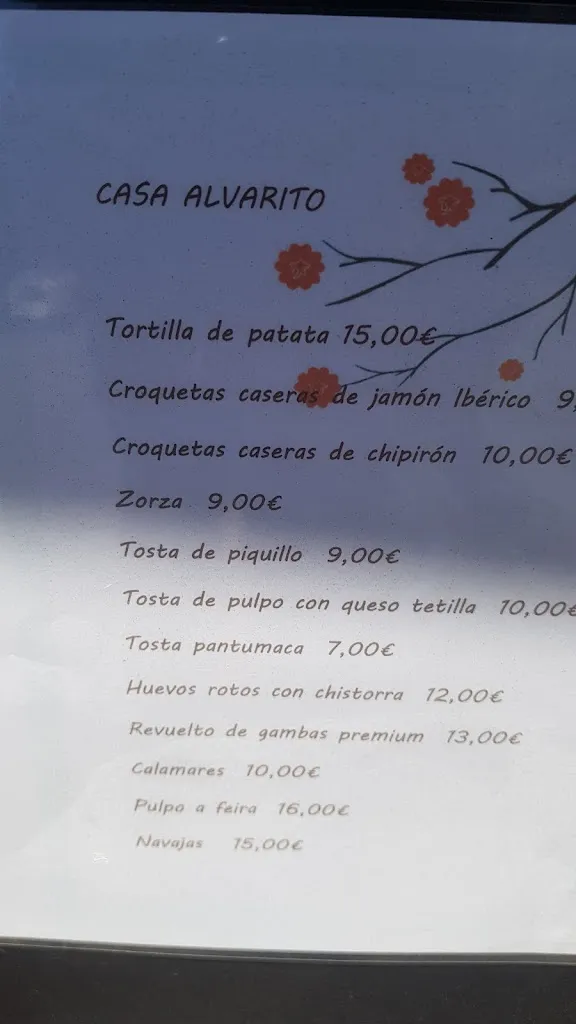 CASA ALVARITO
Tortilla de patata 15,00€
Croquetas caseras de jamón Ibérico 9,
Croquetas caseras de chipirón 10,00€
Zorza 9,00€
Tosta de piquillo 9,00€
Tosta de pulpo con queso tetilla 10,00€
Tosta pantumaca 7,00€
Huevos rotos con chistorra 12,00€
Revuelto de gambas premium 13,00€
Calamares 10,00€
Pulpo a feira 16,00€
Navajas 15,00€